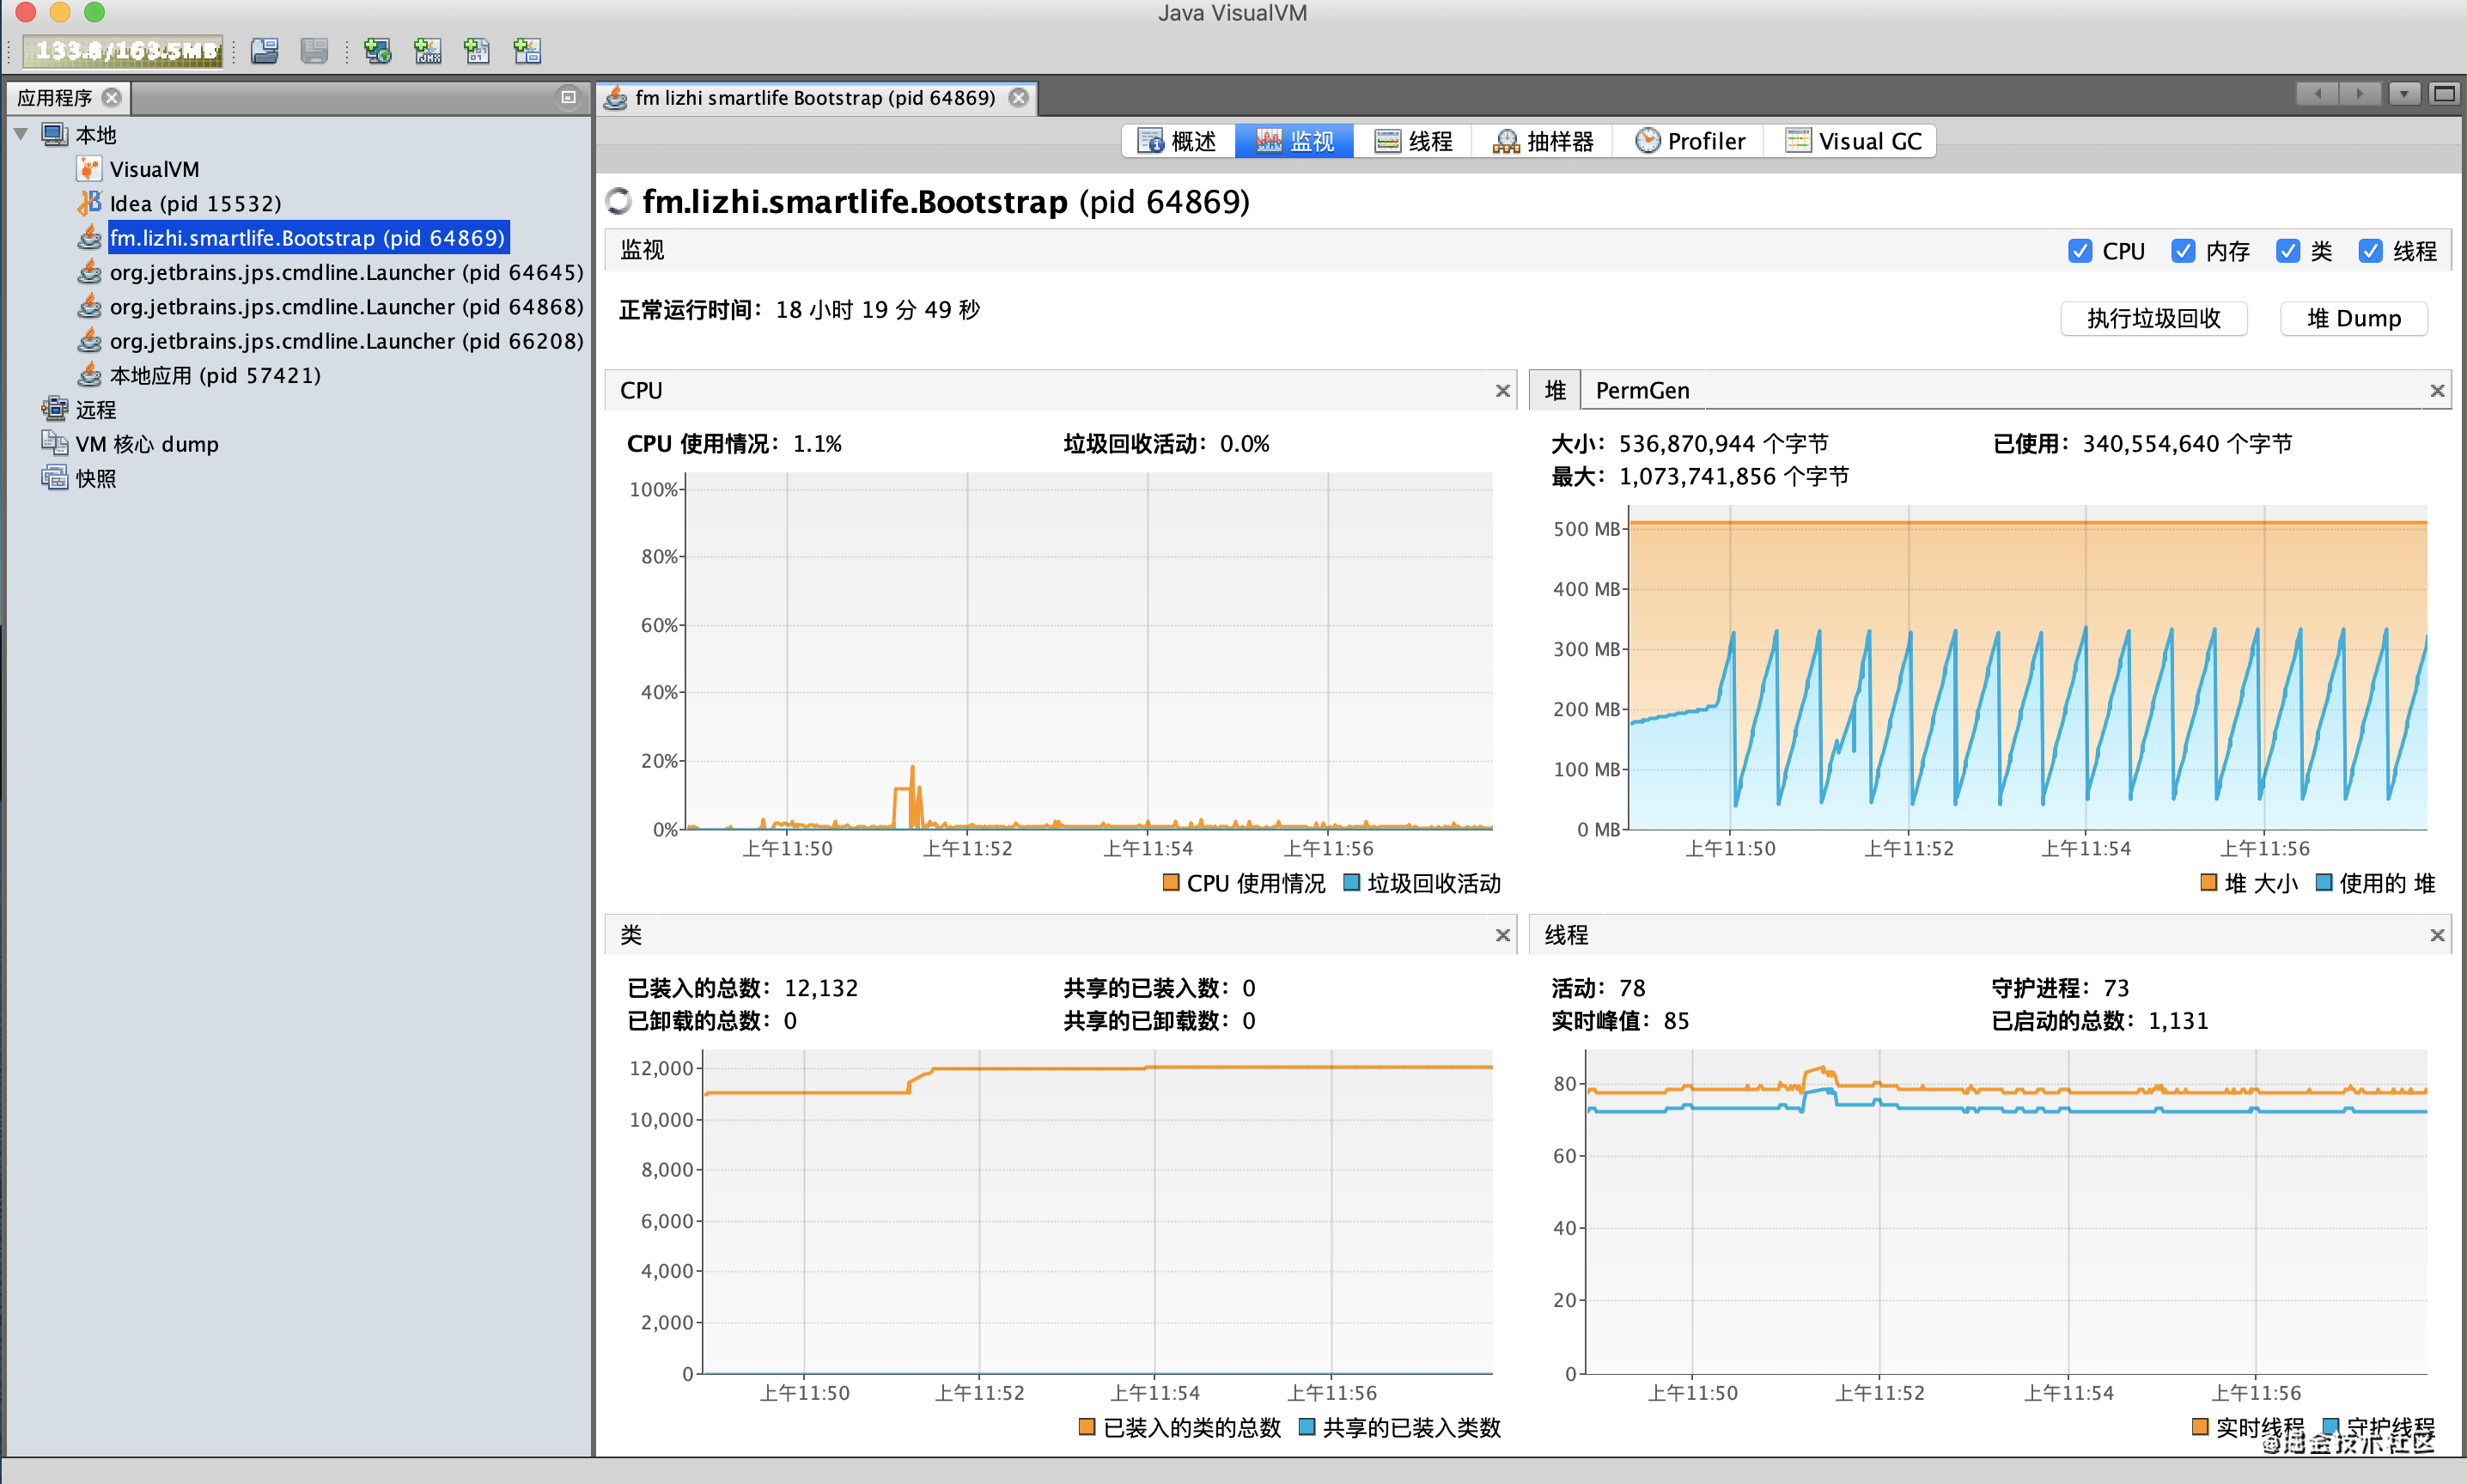 Java VisualVM
133.8/163.5MB
应用程序
fm lizhi smartlife Bootstrap (pid 64869)
本地
VisualVM
Idea (pid 15532)
fm.lizhi.smartlife.Bootstrap (pid 64869)
org.jetbrains.jps.cmdline.Launcher (pid 64645)
org.jetbrains.jps.cmdline.Launcher (pid 64868)
org.jetbrains.jps.cmdline.Launcher (pid 66208)
本地应用 (pid 57421)
远程
VM 核心 dump
快照
概述 监视 线程 抽样器 Profiler Visual GC
fm.lizhi.smartlife.Bootstrap (pid 64869)
监视 CPU 内存 类 线程
正常运行时间: 18 小时 19 分 49 秒
执行垃圾回收 堆 Dump
CPU
CPU 使用情况: 1.1% 垃圾回收活动: 0.0%
100%
80%
60%
40%
20%
0%
上午11:50 上午11:52 上午11:54 上午11:56
CPU 使用情况 垃圾回收活动
堆 PermGen
大小: 536,870,944 个字节 已使用: 340,554,640 个字节
最大: 1,073,741,856 个字节
500 MB
400 MB
300 MB
200 MB
100 MB
0 MB
上午11:50 上午11:52 上午11:54 上午11:56
堆 大小 使用的 堆
类
已装入的总数: 12,132 共享的已装入数: 0
已卸载的总数: 0 共享的已卸载数: 0
12,000
10,000
8,000
6,000
4,000
2,000
0
上午11:50 上午11:52 上午11:54 上午11:56
已装入的类的总数 共享的已装入类数
线程
活动: 78 守护进程: 73
实时峰值: 85 已启动的总数: 1,131
80
60
40
20
0
上午11:50 上午11:52 上午11:54 上午11:56
实时线程 守护线程
@掘金技术社区